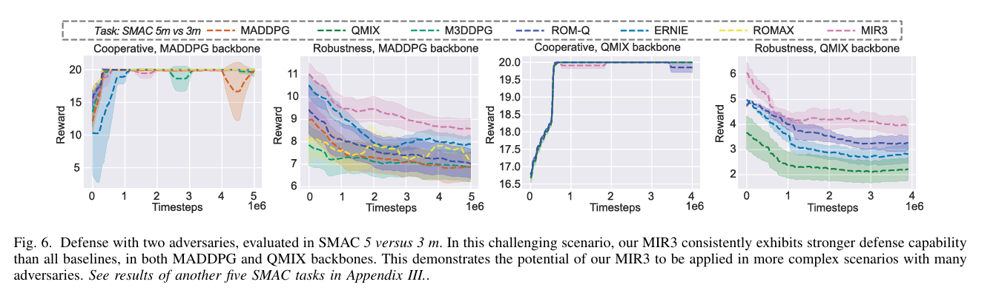 Task: SMAC 5m vs 3m MADDPG QMIX M3DDPG ROM-Q ERNIE ROMAX MIR3
Cooperative, MADDPG backbone
Reward
20
15
10
5
0 1 2 3 4 5
1e6
Timesteps
Robustness, MADDPG backbone
Reward
11
10
9
8
7
6
0 1 2 3 4 5
1e6
Timesteps
Cooperative, QMIX backbone
Reward
20.0
19.5
19.0
18.5
18.0
17.5
17.0
16.5
0 1 2 3 4
1e6
Timesteps
Robustness, QMIX backbone
Reward
6
5
4
3
2
0 1 2 3 4
1e6
Timesteps
Fig. 6. Defense with two adversaries, evaluated in SMAC 5 versus 3 m. In this challenging scenario, our MIR3 consistently exhibits stronger defense capability
than all baselines, in both MADDPG and QMIX backbones. This demonstrates the potential of our MIR3 to be applied in more complex scenarios with many
adversaries. See results of another five SMAC tasks in Appendix III..